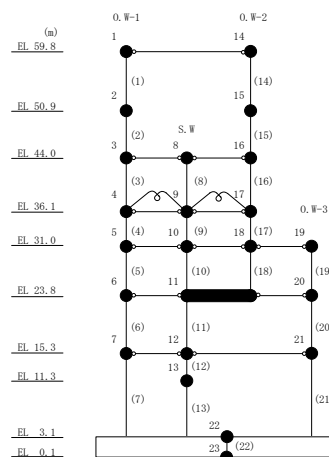 O.W-1 O.W-2
(m)
EL 59.8 1 14
(1) (14)
EL 50.9 2 15
(2) S.W (15)
EL 44.0 3 8 16
(3) (8) (16)
EL 36.1 4 9 17 O.W-3
EL 31.0 5 (4) 10 (9) 18 (17) 19
(5) (10) (18) (19)
EL 23.8 6 11 20
(6) (11) (20)
EL 15.3 7 12 21
13 (12)
EL 11.3
(7) (13) (21)
EL 3.1 22
EL 0.1 23 (22)